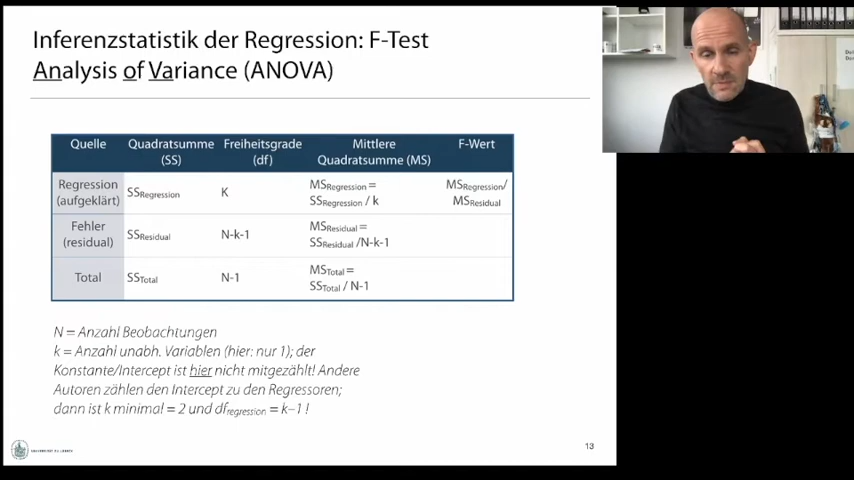 Inferenzstatistik der Regression: F-Test
Analysis of Variance (ANOVA)
Quelle Quadratsumme (SS) Freiheitsgrade (df) Mittlere Quadratsumme (MS) F-Wert
Regression (aufgeklärt) SSRegression K MSRegression = SSRegression / k MSRegression/ MSResidual
Fehler (residual) SSResidual N-k-1 MSResidual = SSResidual /N-k-1
Total SSTotal N-1 MSTotal = SSTotal / N-1
N = Anzahl Beobachtungen
k = Anzahl unabh. Variablen (hier: nur 1); der
Konstante/Intercept ist hier nicht mitgezählt! Andere
Autoren zählen den Intercept zu den Regressoren;
dann ist k minimal = 2 und dfregression = k–1 !
13